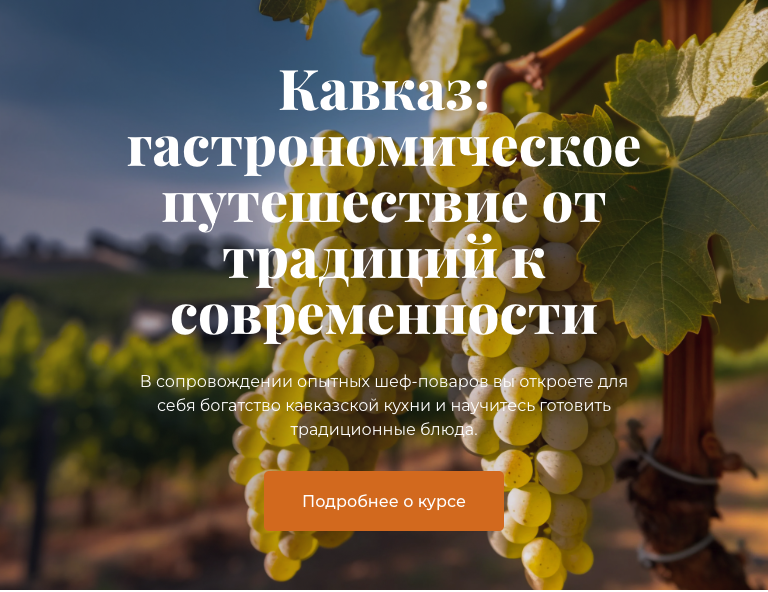 Кавказ:
гастрономическое
путешествие от
традиций к
современности
В сопровождении опытных шеф-поваров вы откроете для
себя богатство кавказской кухни и научитесь готовить
традиционные блюда.
Подробнее о курсе